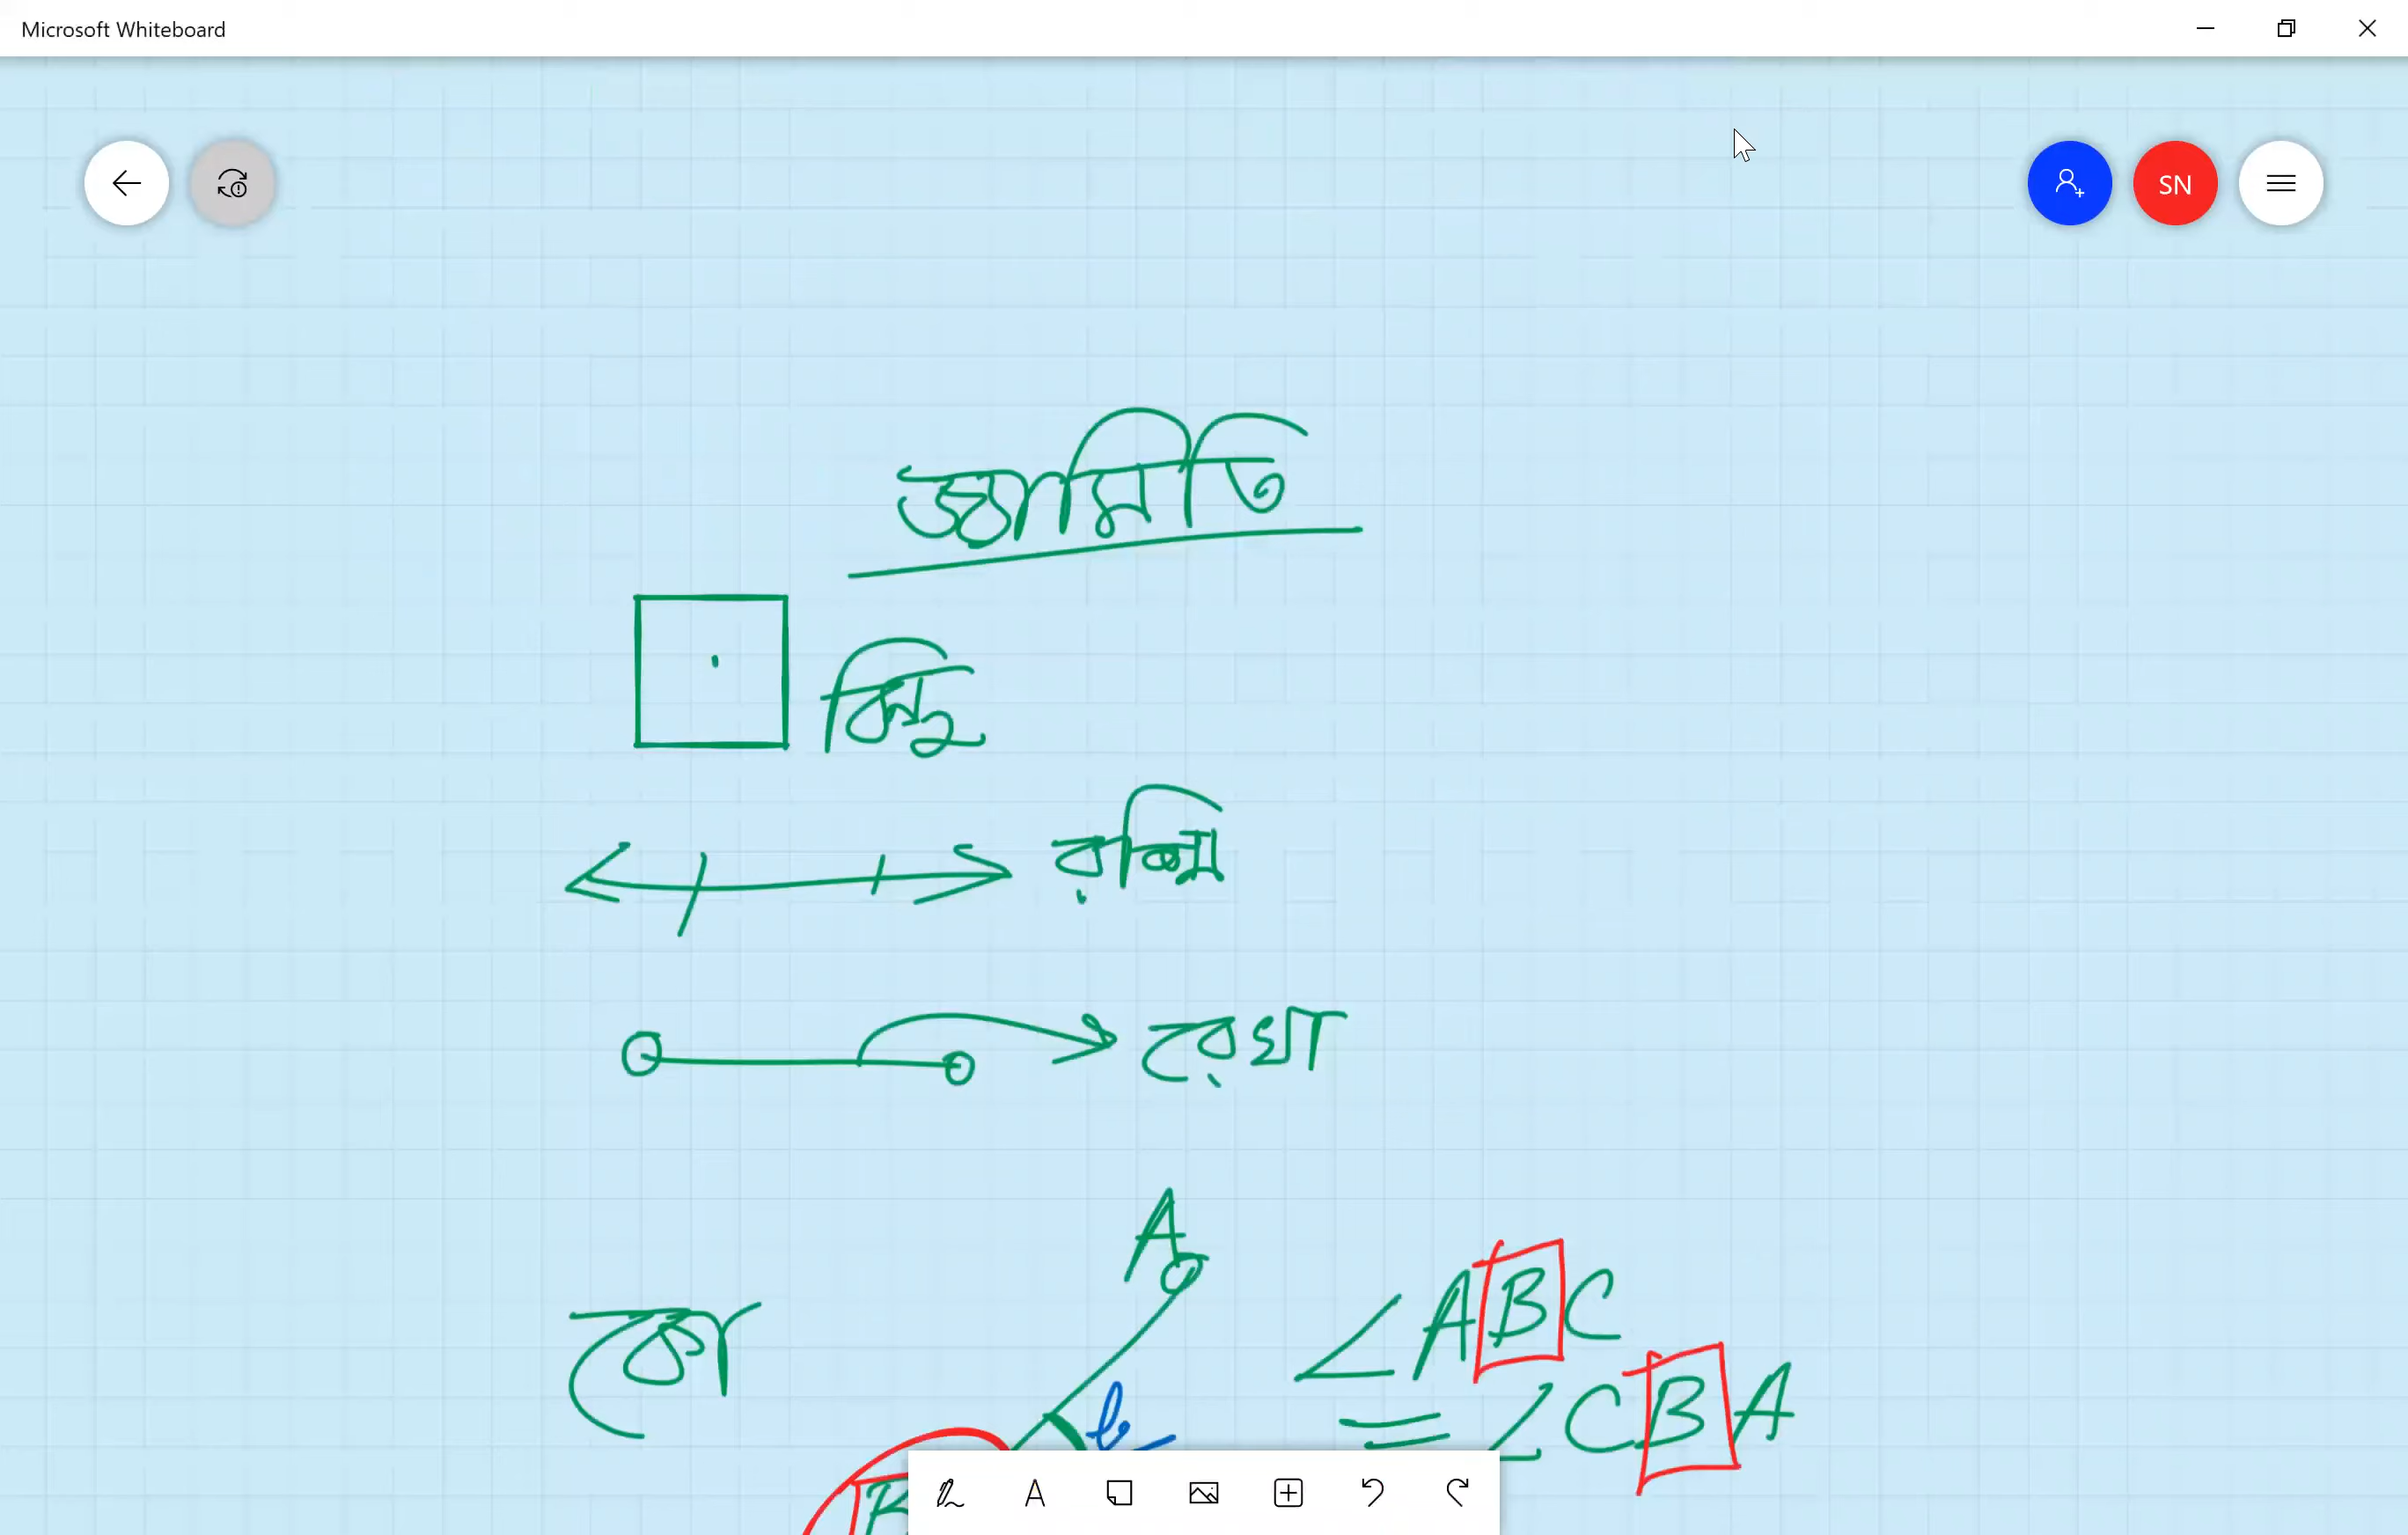 Microsoft Whiteboard
SN
জ্যামিতি
বিন্দু
রশ্মি
রেখা
A
∠ABC
= ∠CBA
b
B